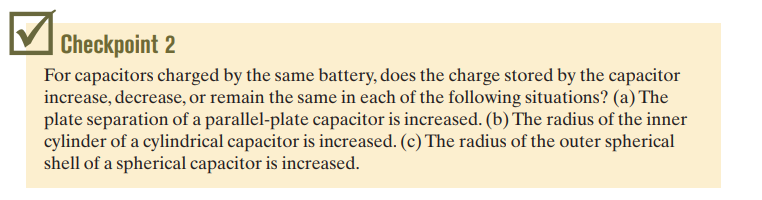 Checkpoint 2
For capacitors charged by the same battery, does the charge stored by the capacitor
increase, decrease, or remain the same in each of the following situations? (a) The
plate separation of a parallel-plate capacitor is increased. (b) The radius of the inner
cylinder of a cylindrical capacitor is increased. (c) The radius of the outer spherical
shell of a spherical capacitor is increased.